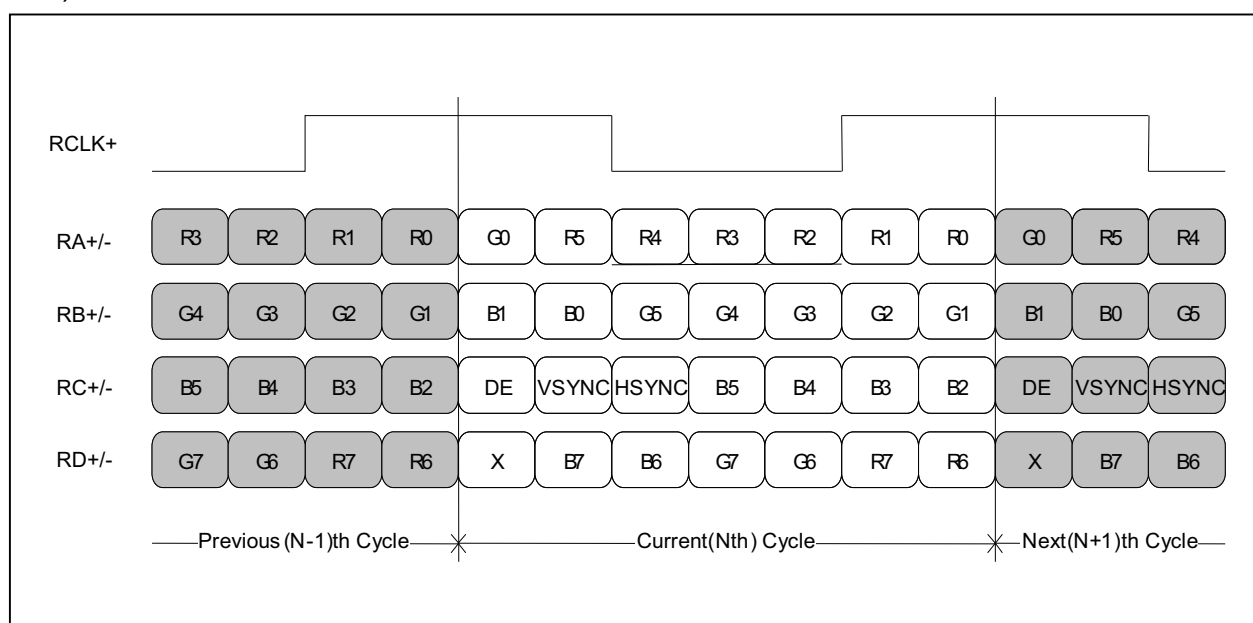 RCLK+
RA+/- R3 R2 R1 R0 G0 R5 R4 R3 R2 R1 R0 G0 R5 R4
RB+/- G4 G3 G2 G1 B1 B0 G5 G4 G3 G2 G1 B1 B0 G5
RC+/- B5 B4 B3 B2 DE VSYNC HSYNC B5 B4 B3 B2 DE VSYNC HSYNC
RD+/- G7 G6 R7 R6 X B7 B6 G7 G6 R7 R6 X B7 B6
Previous (N-1)th Cycle Current(Nth) Cycle Next(N+1)th Cycle